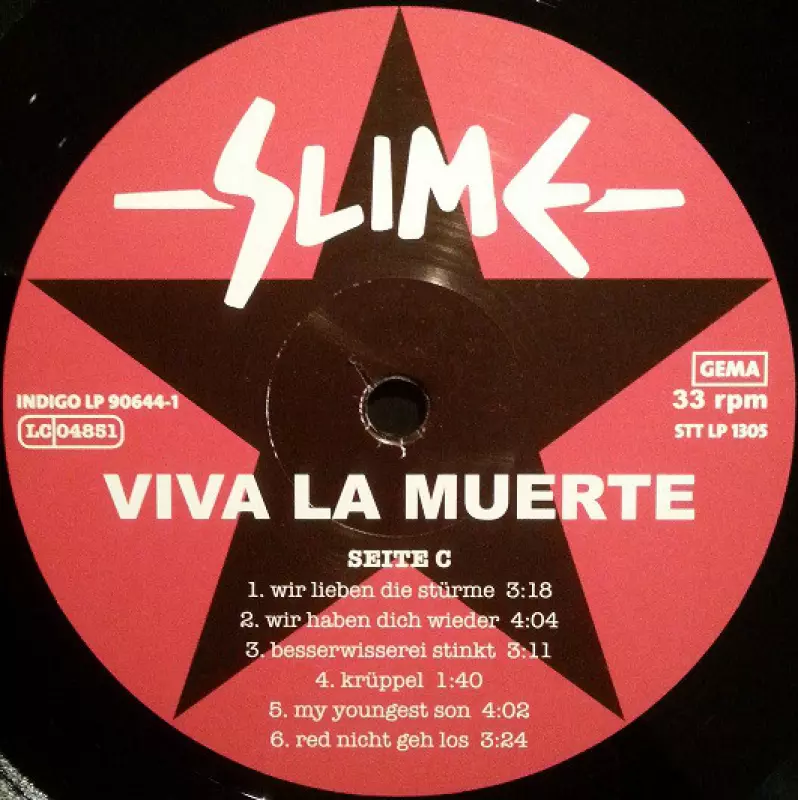 SLIME
GEMA
INDIGO LP 90644-1
33 rpm
LC 04851
STT LP 1305
VIVA LA MUERTE
SEITE C
1. wir lieben die stürme 3:18
2. wir haben dich wieder 4:04
3. besserwisserei stinkt 3:11
4. krüppel 1:40
5. my youngest son 4:02
6. red nicht geh los 3:24